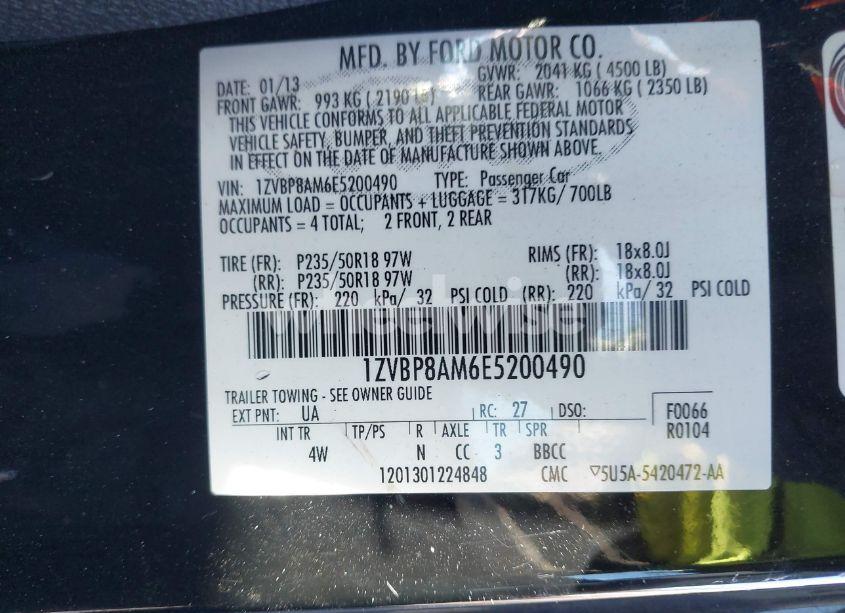 MFD. BY FORD MOTOR CO.
DATE: 01/13 GVWR: 2041 KG ( 4500 LB)
FRONT GAWR: 993 KG ( 2190 LB) REAR GAWR: 1066 KG ( 2350 LB)
THIS VEHICLE CONFORMS TO ALL APPLICABLE FEDERAL MOTOR
VEHICLE SAFETY, BUMPER, AND THEFT PREVENTION STANDARDS
IN EFFECT ON THE DATE OF MANUFACTURE SHOWN ABOVE.
VIN: 1ZVBP8AM6E5200490 TYPE: Passenger Car
MAXIMUM LOAD = OCCUPANTS + LUGGAGE = 317KG/ 700LB
OCCUPANTS = 4 TOTAL; 2 FRONT, 2 REAR
TIRE (FR): P235/50R18 97W RIMS (FR): 18x8.0J
(RR): P235/50R18 97W (RR): 18x8.0J
PRESSURE (FR): 220 kPa/ 32 PSI COLD (RR): 220 kPa/ 32 PSI COLD
wheelwise
1ZVBP8AM6E5200490
TRAILER TOWING - SEE OWNER GUIDE
EXT PNT: UA RC: 27 DSO: F0066
INT TR TP/PS R AXLE TR SPR R0104
4W N CC 3 BBCC
1201301224848 CMC ▽5U5A-5420472-AA